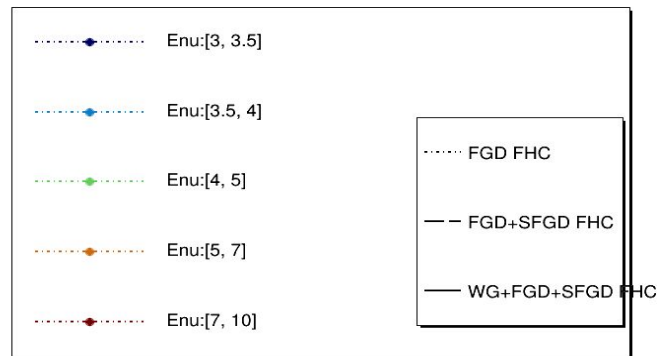 Enu:[3, 3.5]
Enu:[3.5, 4]
Enu:[4, 5]
Enu:[5, 7]
Enu:[7, 10]
FGD FHC
FGD+SFGD FHC
WG+FGD+SFGD FHC